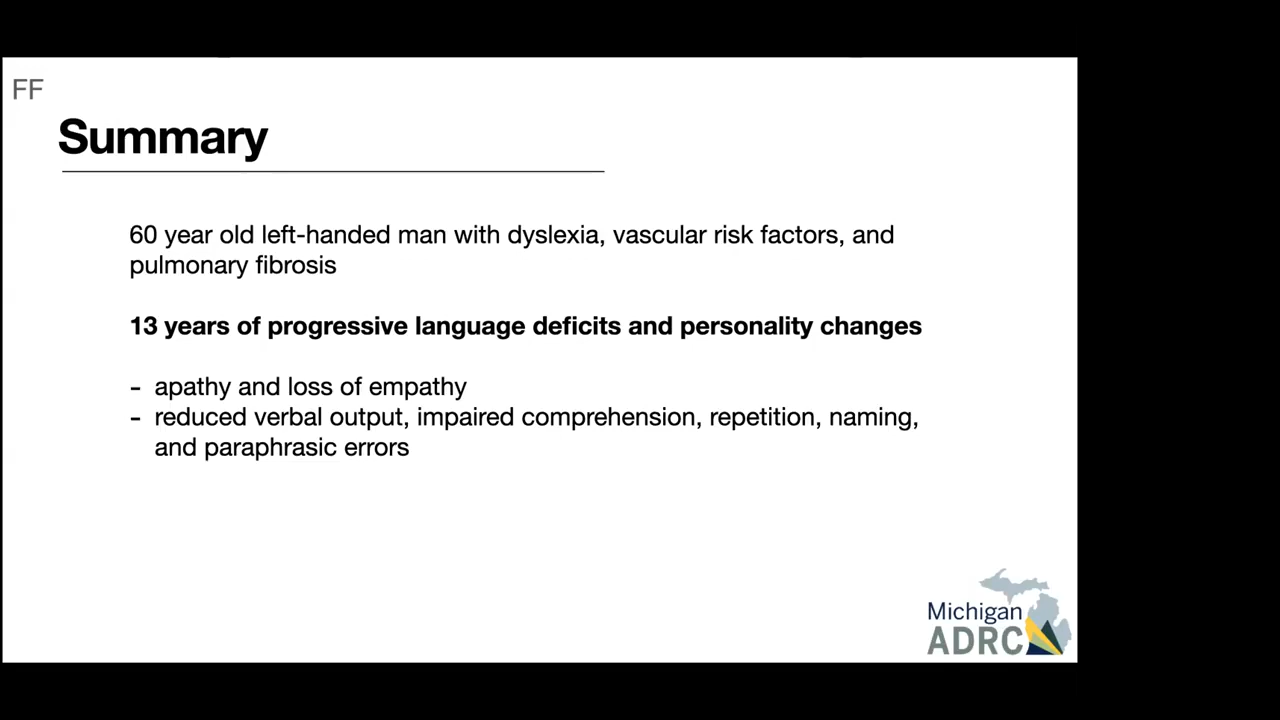 FF
Summary
60 year old left-handed man with dyslexia, vascular risk factors, and
pulmonary fibrosis
13 years of progressive language deficits and personality changes
- apathy and loss of empathy
- reduced verbal output, impaired comprehension, repetition, naming,
and paraphrasic errors
Michigan
ADRC